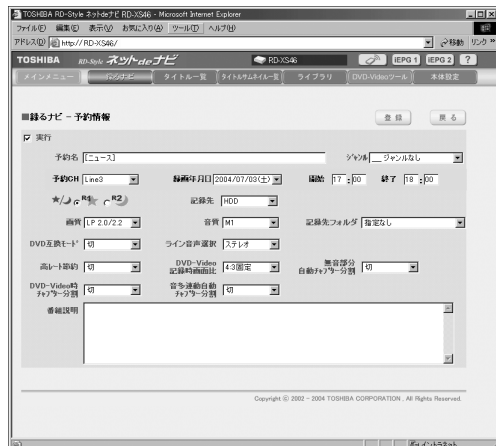 TOSHIBA RD-Style ネットdeナビ RD-XS46 - Microsoft Internet Explorer
ファイル(F) 編集(E) 表示(V) お気に入り(A) ツール(T) ヘルプ(H)
アドレス(D) http://RD-XS46/ 移動 リンク »
TOSHIBA RD-Style ネットdeナビ RD-XS46 iEPG 1 iEPG 2 ?
メインメニュー 録るナビ タイトル一覧 タイトルサムネイル一覧 ライブラリ DVD-Videoツール 本体設定
■録るナビ - 予約情報 登録 戻る
実行
予約名 [ニュース] ジャンル __ ジャンルなし
予約CH Line3 録画年月日 2004/07/03(土) 開始 17 : 00 終了 18 : 00
R1 R2 記録先 HDD
画質 LP 2.0/2.2 音質 M1 記録先フォルダ 指定なし
DVD互換モード 切 ライン音声選択 ステレオ
高レート節約 切 DVD-Video記録時画面比 4:3固定 無音部分自動チャプター分割 切
DVD-Video時チャプター分割 切 音多連動自動チャプター分割 切
番組説明
Copyright © 2002 - 2004 TOSHIBA CORPORATION , All Rights Reserved.
イントラネット